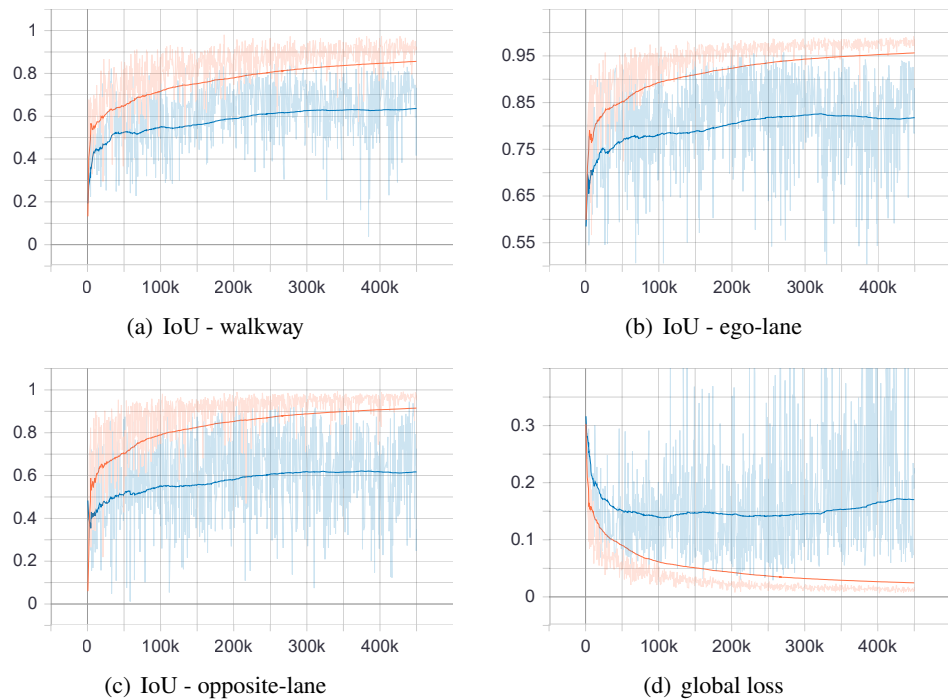 1
0.8
0.6
0.4
0.2
0
0 100k 200k 300k 400k
(a) IoU - walkway
0.95
0.85
0.75
0.65
0.55
0 100k 200k 300k 400k
(b) IoU - ego-lane
1
0.8
0.6
0.4
0.2
0
0 100k 200k 300k 400k
(c) IoU - opposite-lane
0.3
0.2
0.1
0
0 100k 200k 300k 400k
(d) global loss